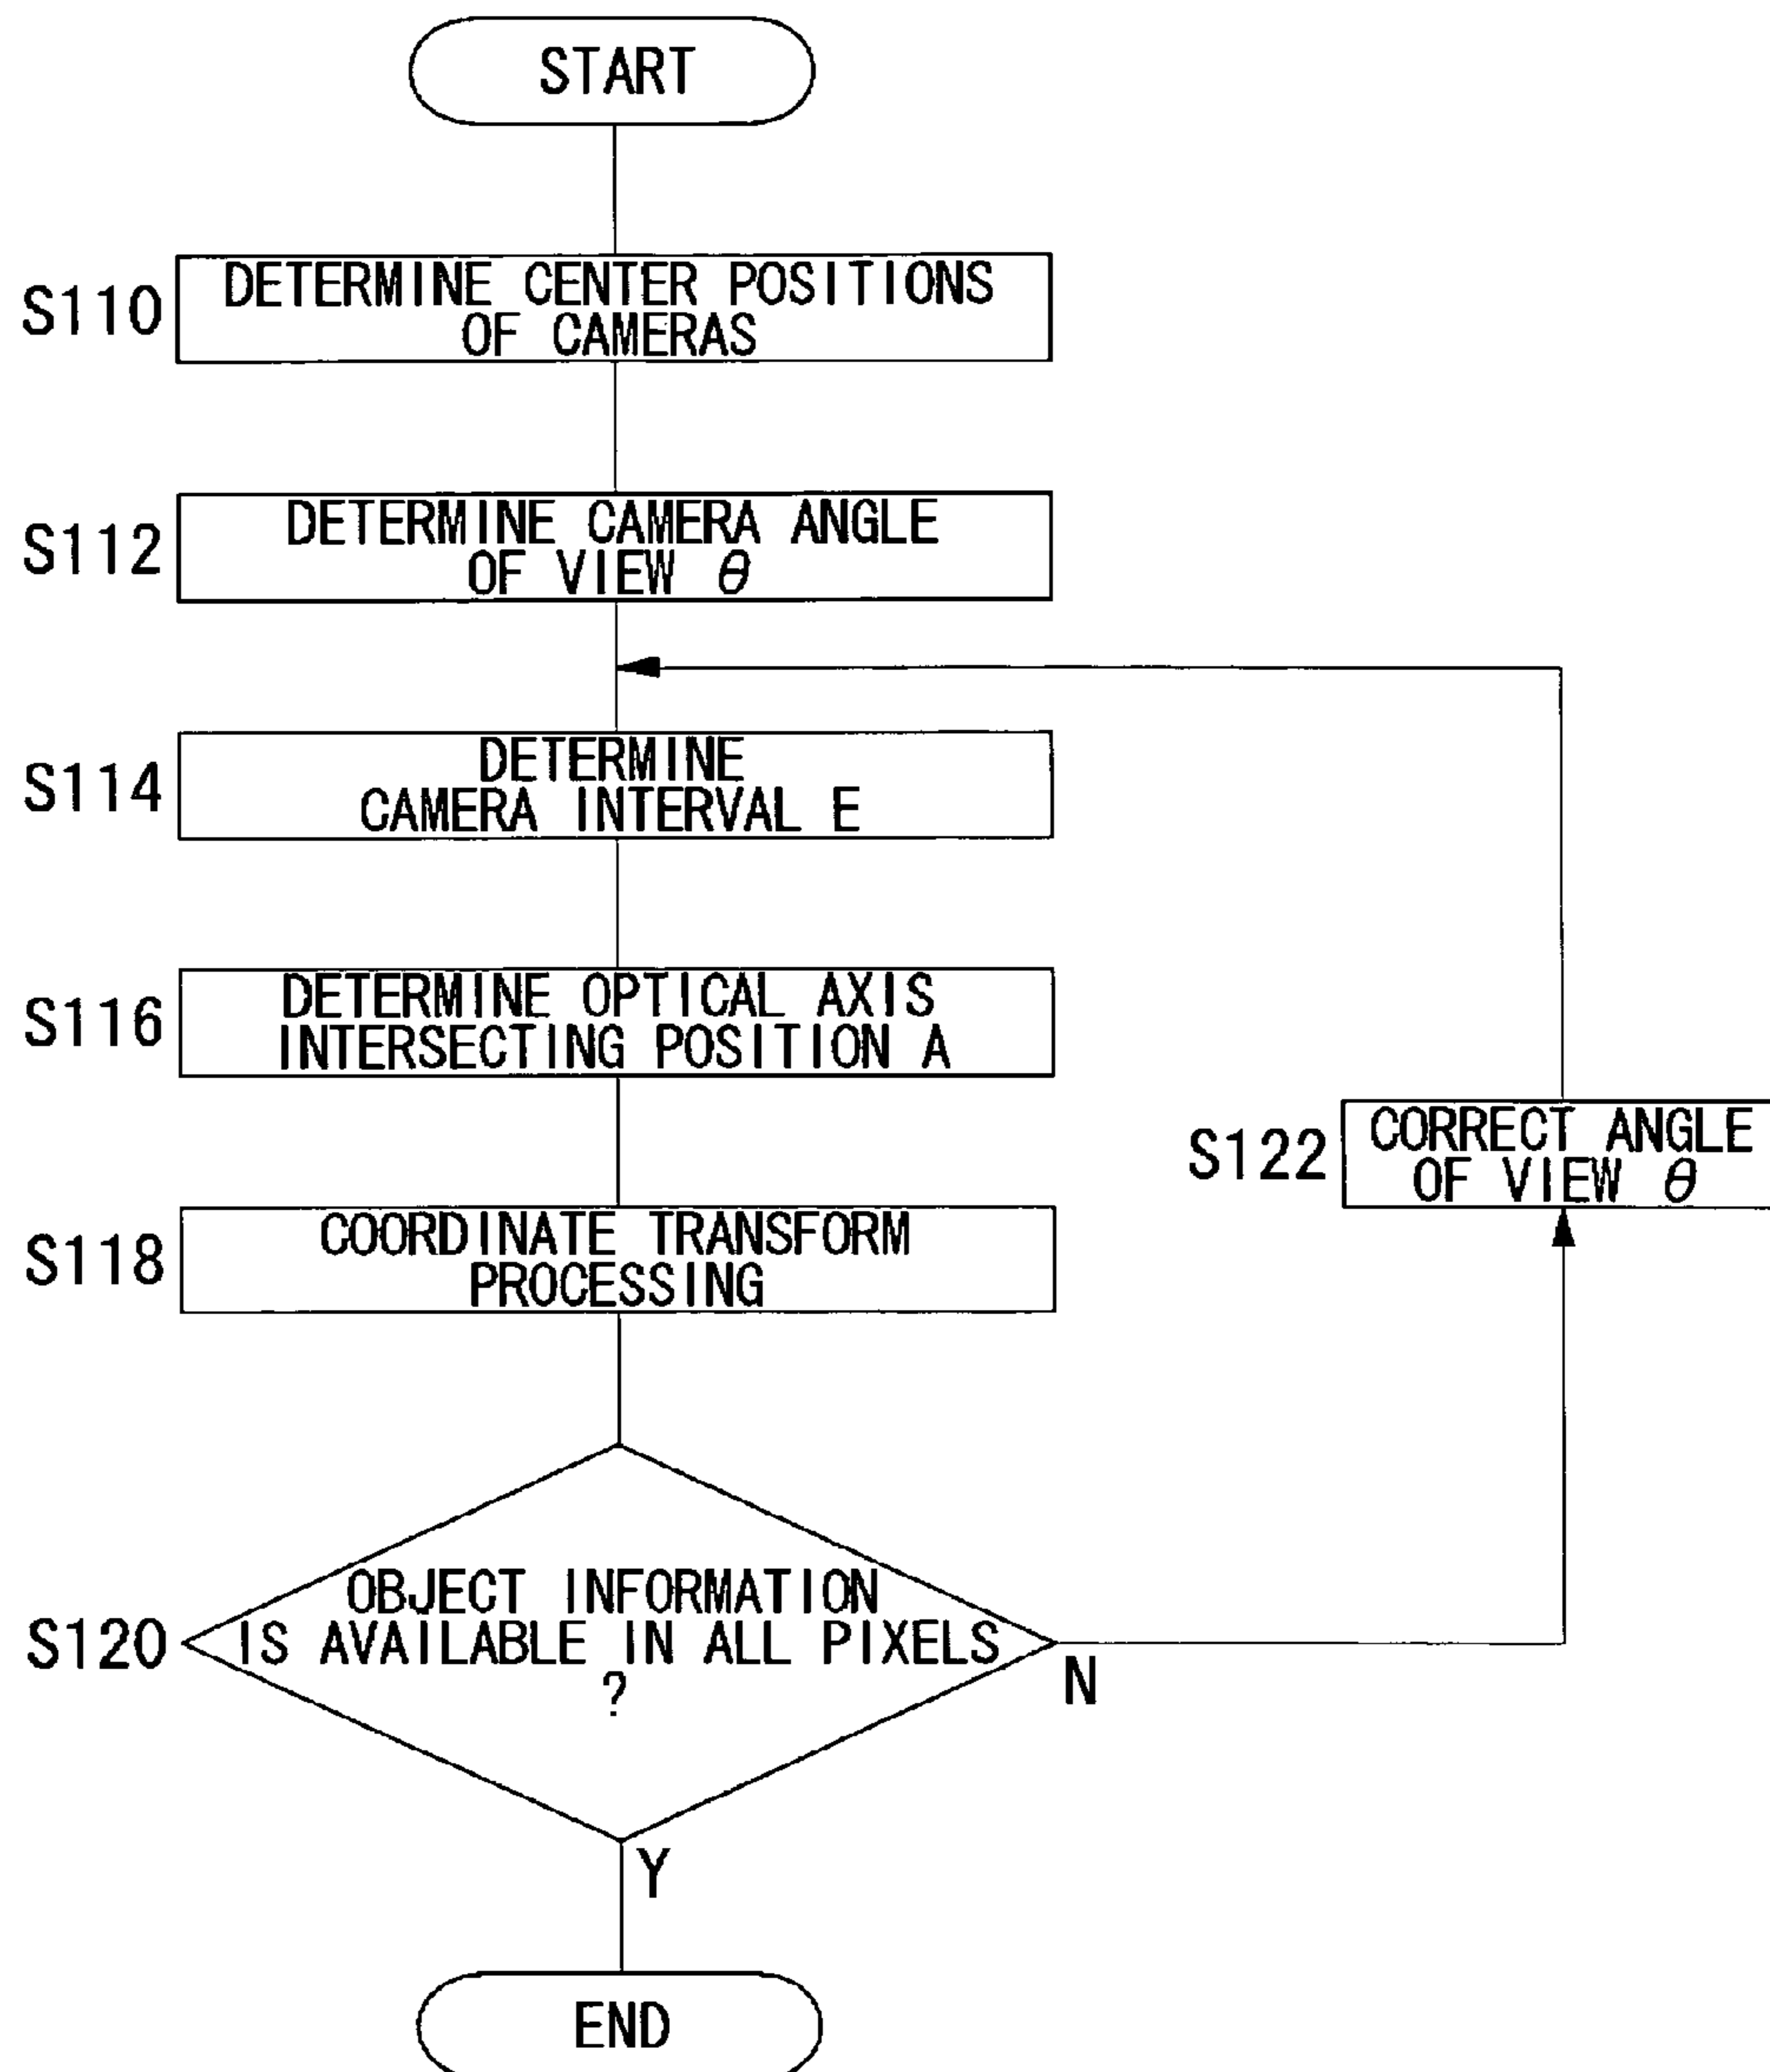 START
S110
DETERMINE CENTER POSITIONS
OF CAMERAS
S112
DETERMINE CAMERA ANGLE
OF VIEW θ
S114
DETERMINE
CAMERA INTERVAL E
S116
DETERMINE OPTICAL AXIS
INTERSECTING POSITION A
S122
CORRECT ANGLE
OF VIEW θ
S118
COORDINATE TRANSFORM
PROCESSING
S120
OBJECT INFORMATION
IS AVAILABLE IN ALL PIXELS
?
N
Y
END